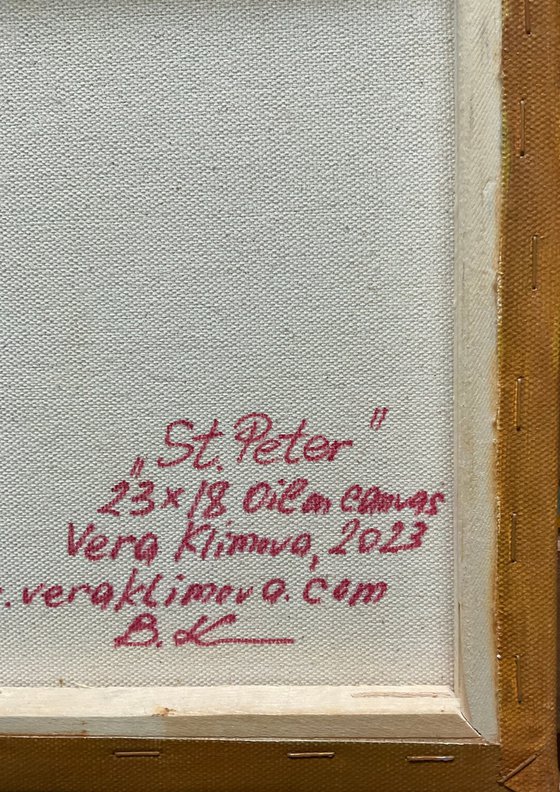 „St. Peter"
23×18 Oil on canvas
Vera Klimova, 2023
.veraklimova.com
В. К